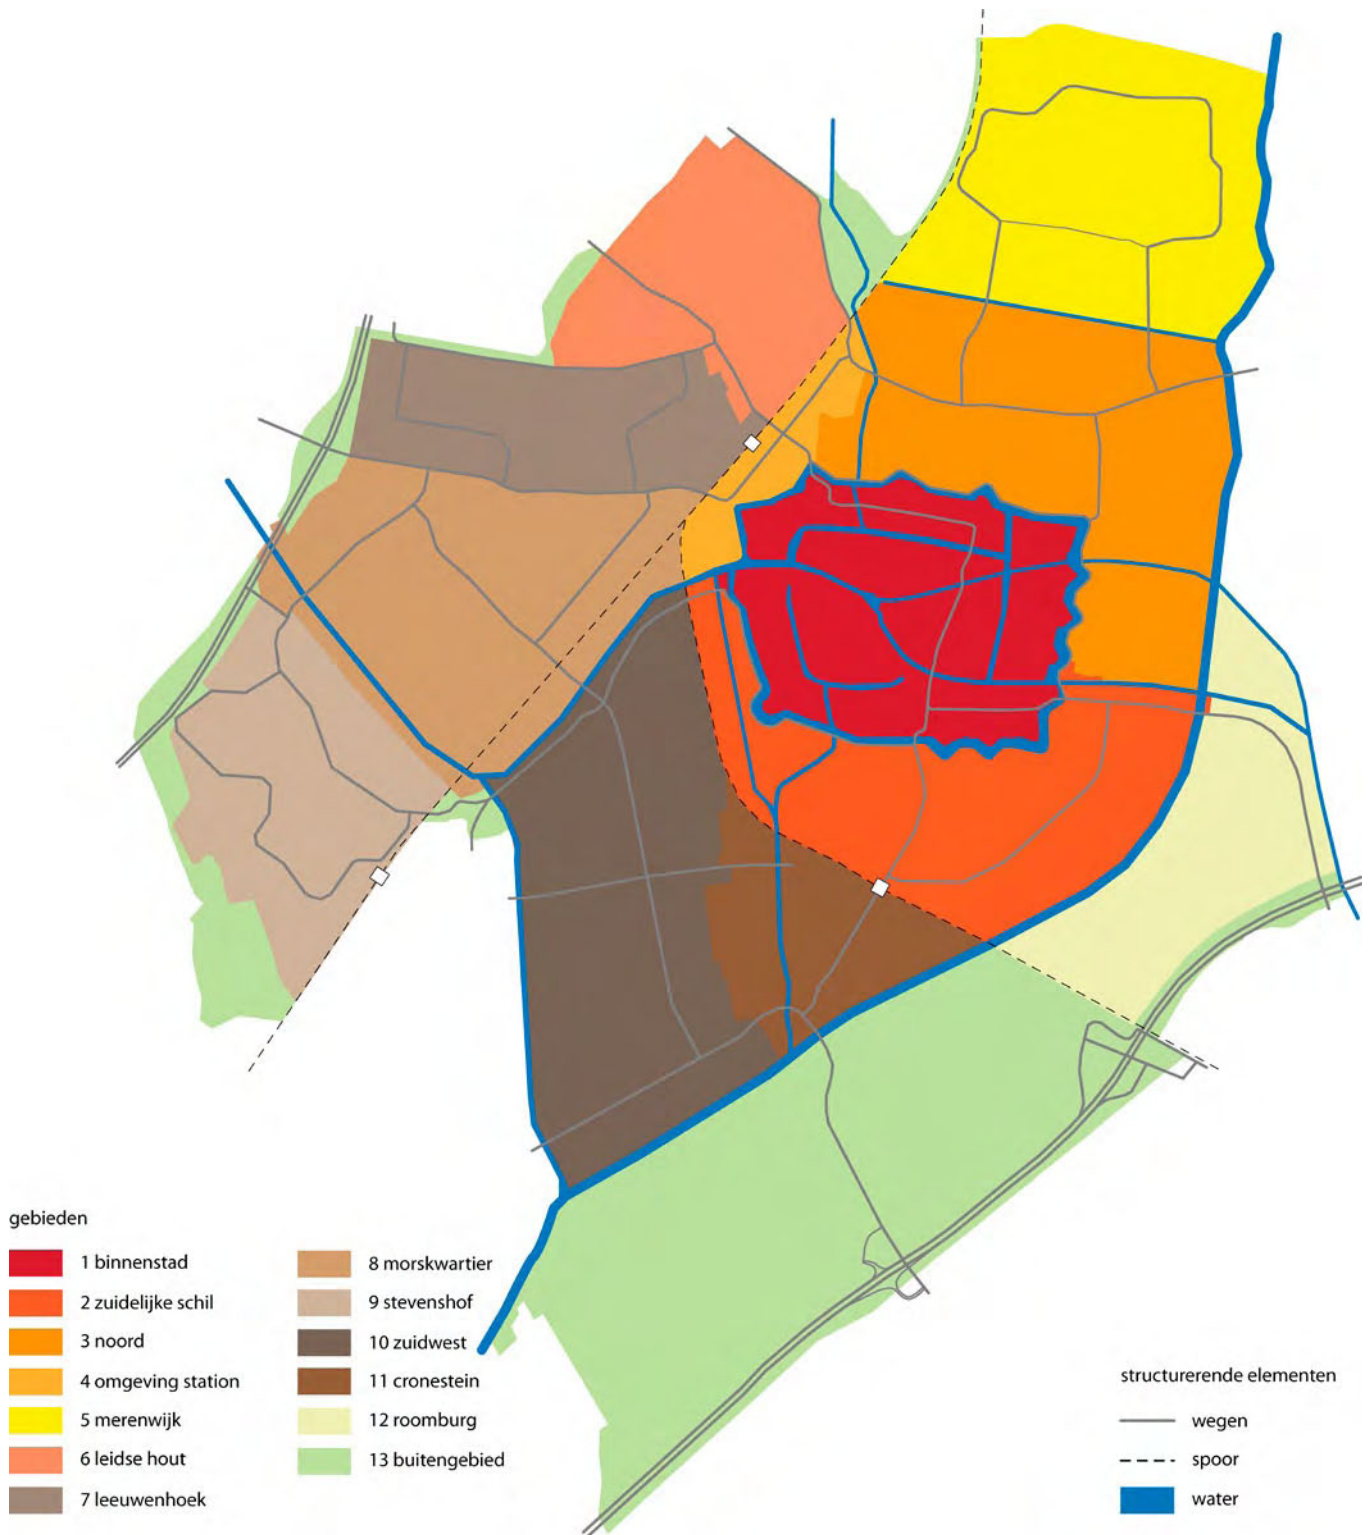 gebieden
1 binnenstad
2 zuidelijke schil
3 noord
4 omgeving station
5 merenwijk
6 leidse hout
7 leeuwenhoek
8 morskwartier
9 stevenshof
10 zuidwest
11 cronestein
12 roomburg
13 buitengebied
structurerende elementen
wegen
spoor
water